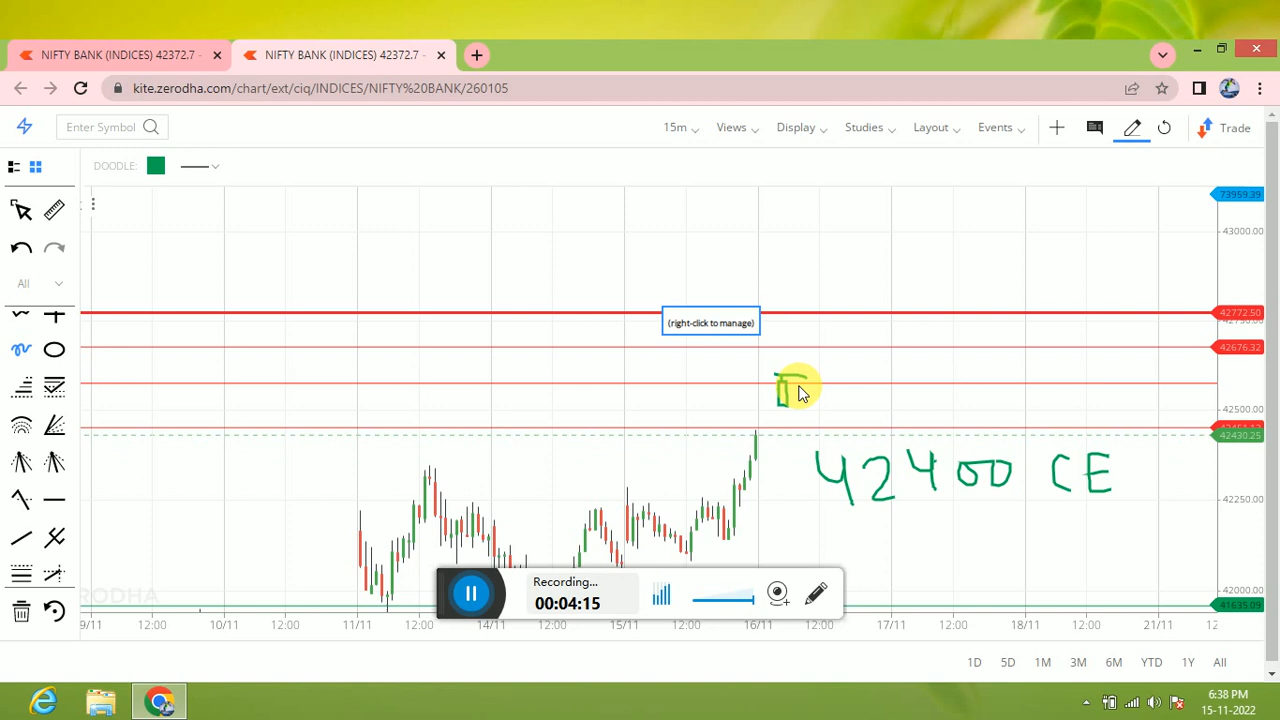 NIFTY BANK (INDICES) 42372.7 -
NIFTY BANK (INDICES) 42372.7 -
kite.zerodha.com/chart/ext/ciq/INDICES/NIFTY%20BANK/260105
Enter Symbol
15m
Views
Display
Studies
Layout
Events
Trade
DOODLE:
All
73959.39
43000.00
42772.50
(right-click to manage)
42676.32
42500.00
42430.25
42400 CE
42250.00
42000.00
41635.09
Recording...
00:04:15
9/11 12:00 10/11 12:00 11/11 12:00 14/11 12:00 15/11 12:00 16/11 12:00 17/11 12:00 18/11 12:00 21/11
1D 5D 1M 3M 6M YTD 1Y All
6:38 PM
15-11-2022